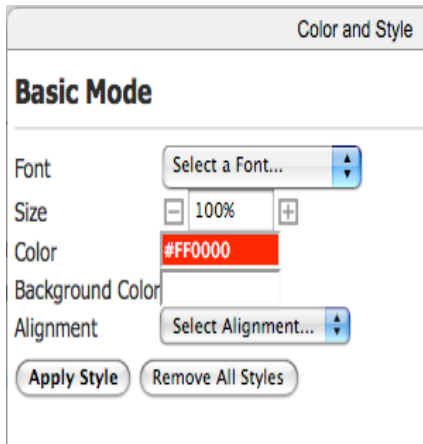 Color and Style
Basic Mode
Font Select a Font...
Size 100%
Color #FF0000
Background Color
Alignment Select Alignment...
Apply Style Remove All Styles